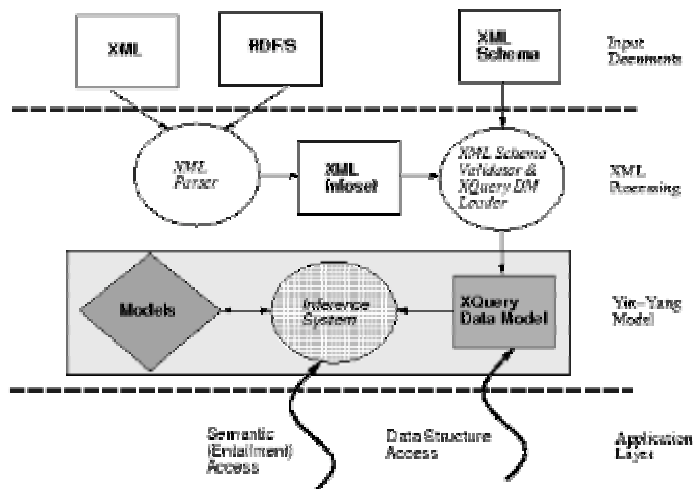 XML
RDF/S
XML
Schema
Input
Documents
XML
Parser
XML
Infoset
XML Schema
Validator &
XQuery DM
Loader
XML
Processing
Models
Inference
System
XQuery
Data Model
Yin-Yang
Model
Semantic
(Entailment)
Access
Data Structure
Access
Application
Layer